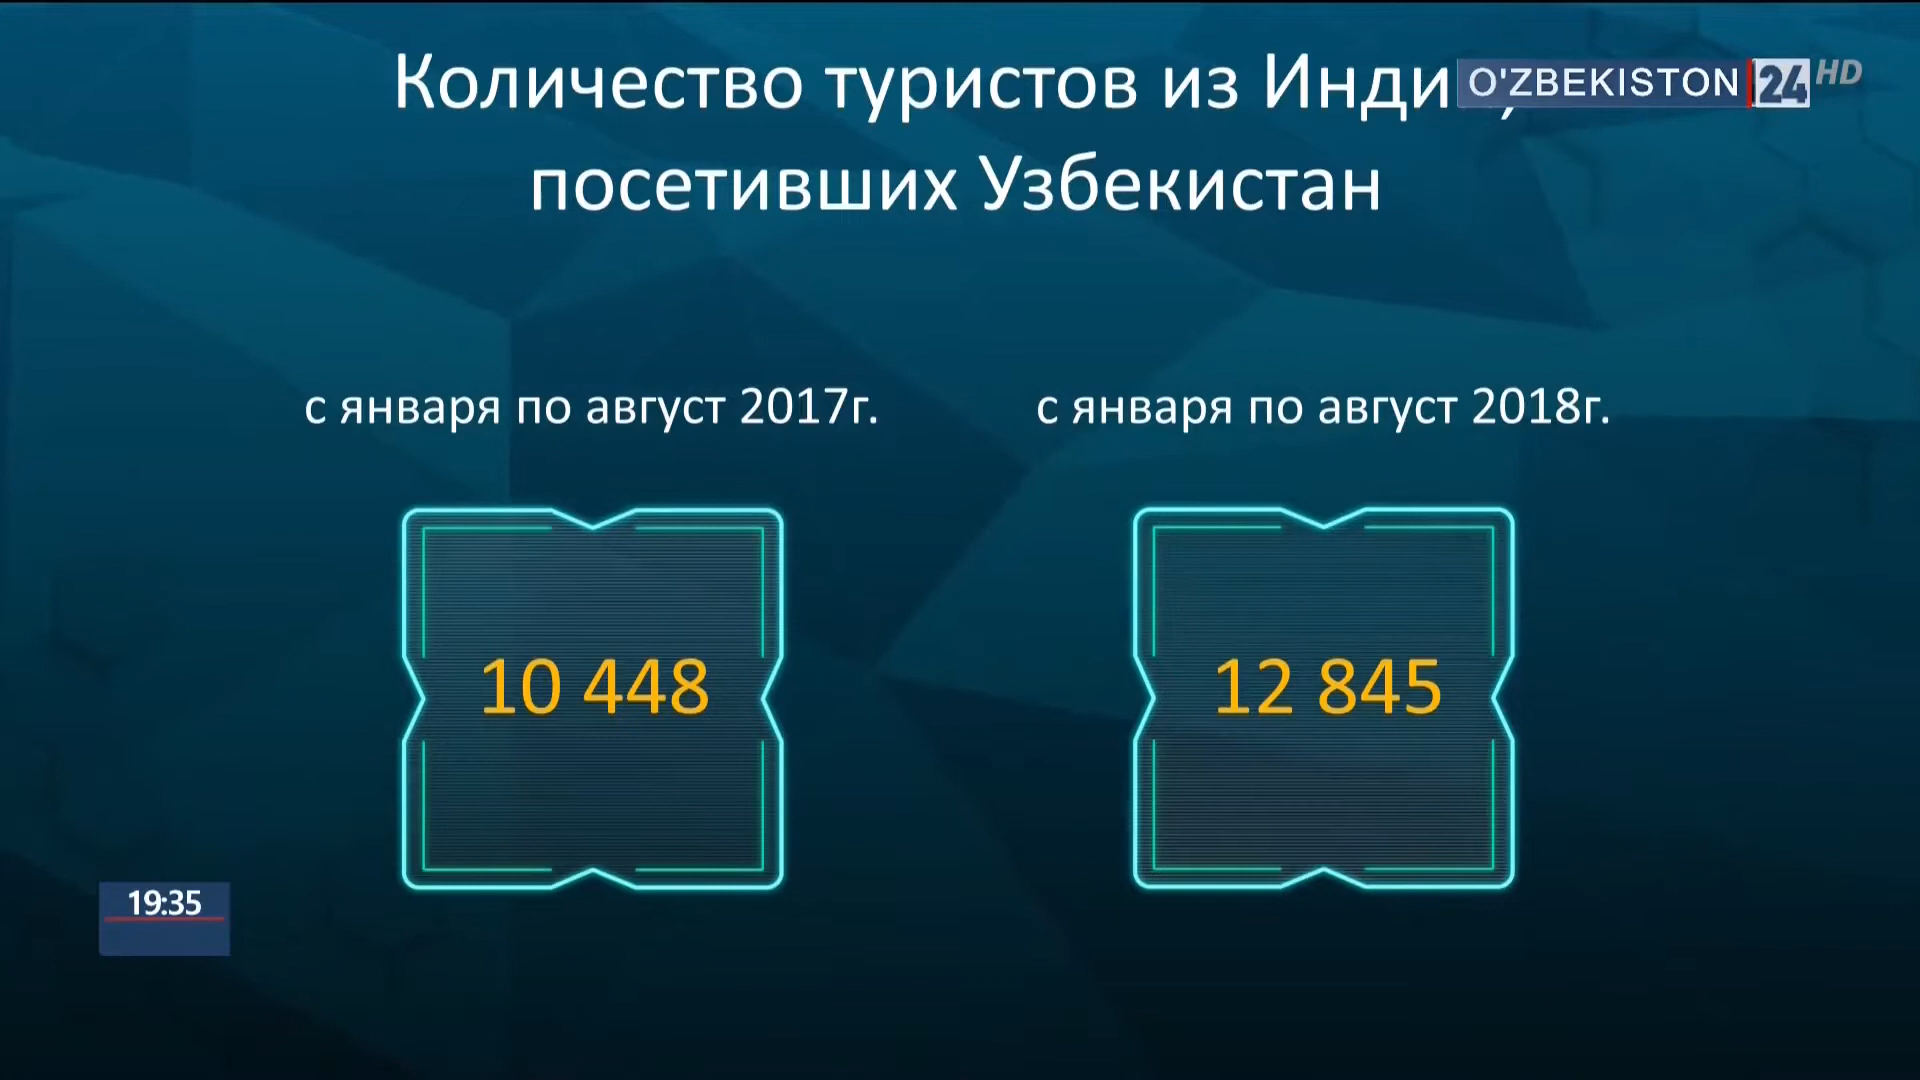 Количество туристов из Индии,
посетивших Узбекистан
O'ZBEKISTON 24 HD
с января по август 2017г.
с января по август 2018г.
10 448
12 845
19:35